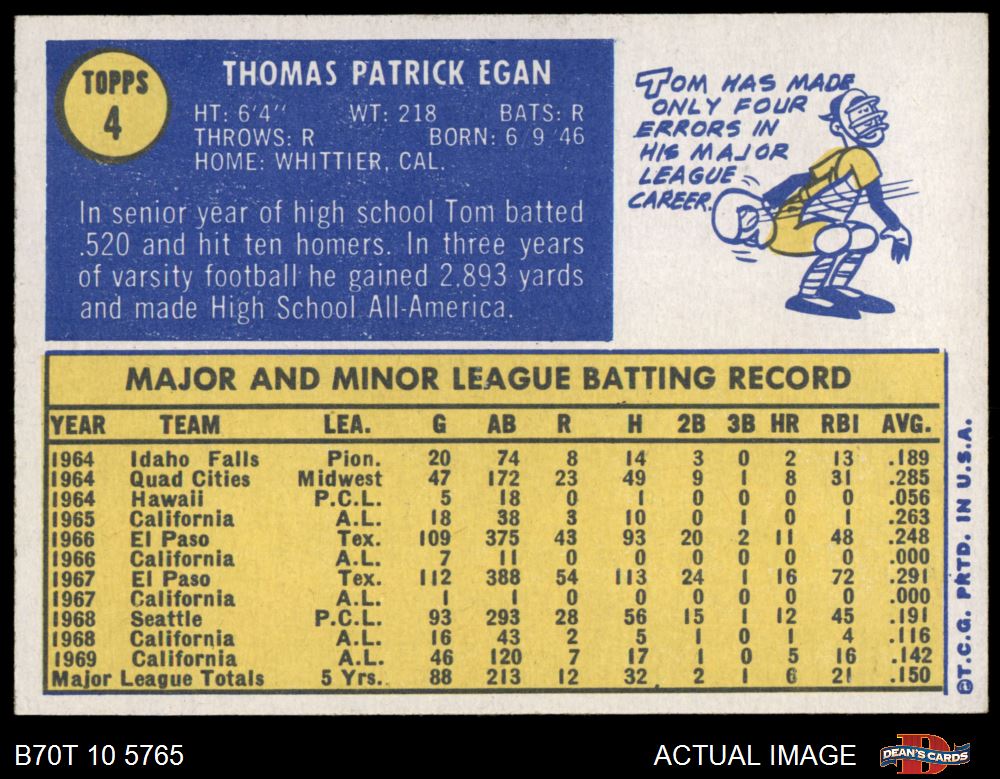 TOPPS
4
THOMAS PATRICK EGAN
HT: 6'4" WT: 218 BATS: R
THROWS: R BORN: 6 9 46
HOME: WHITTIER, CAL.
In senior year of high school Tom batted
.520 and hit ten homers. In three years
of varsity football he gained 2,893 yards
and made High School All-America.
TOM HAS MADE
ONLY FOUR
ERRORS IN
HIS MAJOR
LEAGUE
CAREER.
MAJOR AND MINOR LEAGUE BATTING RECORD
YEAR TEAM LEA. G AB R H 2B 3B HR RBI AVG.
1964 Idaho Falls Pion. 20 74 8 14 3 0 2 13 .189
1964 Quad Cities Midwest 47 172 23 49 9 1 8 31 .285
1964 Hawaii P.C.L. 5 18 0 1 0 0 0 0 .056
1965 California A.L. 18 38 3 10 0 1 0 1 .263
1966 El Paso Tex. 109 375 43 93 20 2 11 48 .248
1966 California A.L. 7 11 0 0 0 0 0 0 .000
1967 El Paso Tex. 112 388 54 113 24 1 16 72 .291
1967 California A.L. 1 1 0 0 0 0 0 0 .000
1968 Seattle P.C.L. 93 293 28 56 15 1 12 45 .191
1968 California A.L. 16 43 2 5 1 0 1 4 .116
1969 California A.L. 46 120 7 17 1 0 5 16 .142
Major League Totals 5 Yrs. 88 213 12 32 2 1 6 21 .150
©T.C.G. PRTD. IN U.S.A.
B70T 10 5765
ACTUAL IMAGE
DEAN'S CARDS